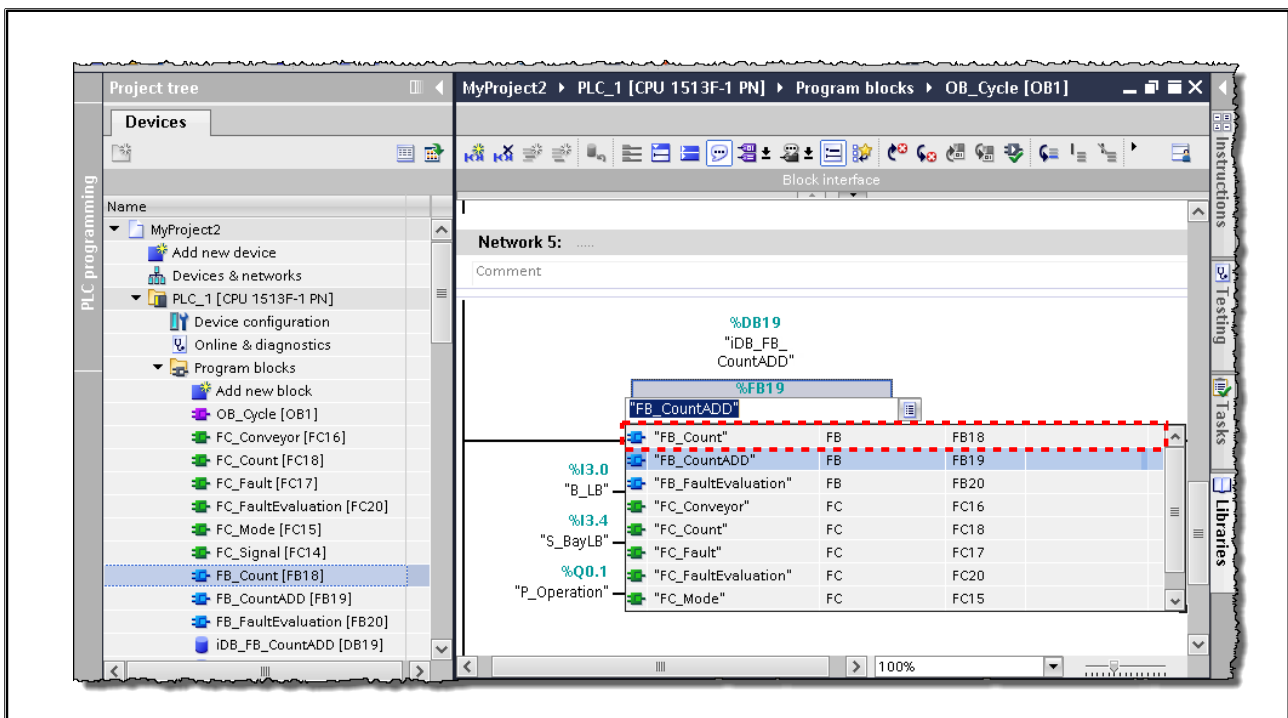 PLC programming
Project tree
Devices
Name
MyProject2
Add new device
Devices & networks
PLC_1 [CPU 1513F-1 PN]
Device configuration
Online & diagnostics
Program blocks
Add new block
OB_Cycle [OB1]
FC_Conveyor [FC16]
FC_Count [FC18]
FC_Fault [FC17]
FC_FaultEvaluation [FC20]
FC_Mode [FC15]
FC_Signal [FC14]
FB_Count [FB18]
FB_CountADD [FB19]
FB_FaultEvaluation [FB20]
iDB_FB_CountADD [DB19]
MyProject2 PLC_1 [CPU 1513F-1 PN] Program blocks OB_Cycle [OB1]
Block interface
Network 5: .....
Comment
%DB19
"iDB_FB_
CountADD"
%FB19
"FB_CountADD"
"FB_Count" FB FB18
"FB_CountADD" FB FB19
"FB_FaultEvaluation" FB FB20
"FC_Conveyor" FC FC16
"FC_Count" FC FC18
"FC_Fault" FC FC17
"FC_FaultEvaluation" FC FC20
"FC_Mode" FC FC15
%I3.0
"B_LB"
%I3.4
"S_BayLB"
%Q0.1
"P_Operation"
100%
Instructions
Testing
Tasks
Libraries